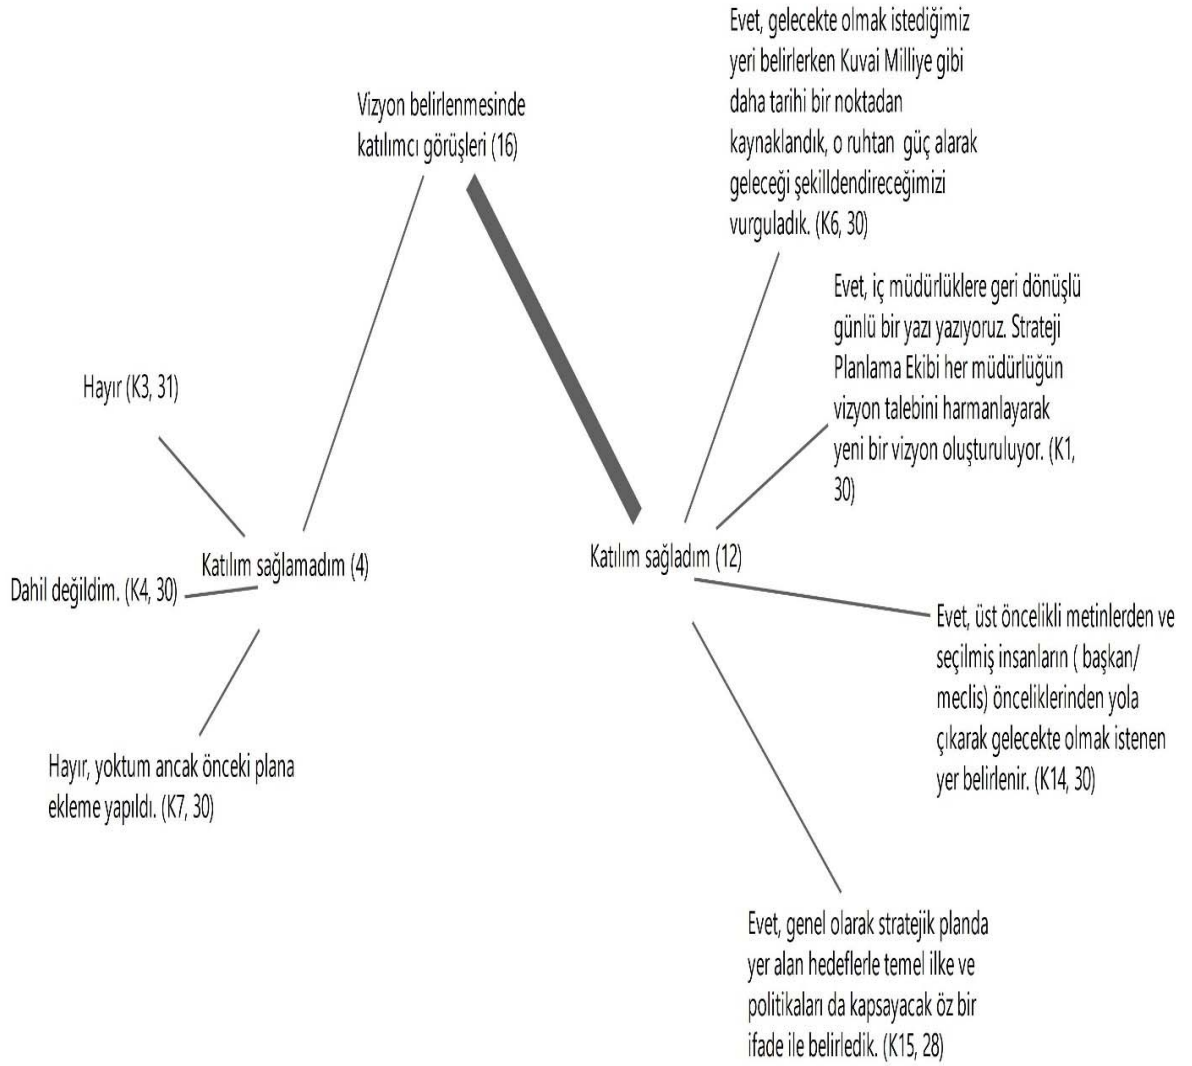 Vizyon belirlenmesinde
katılımcı görüşleri (16)
Evet, gelecekte olmak istediğimiz
yeri belirlerken Kuvai Milliye gibi
daha tarihi bir noktadan
kaynaklandık, o ruhtan güç alarak
geleceği şekilldendireceğimizi
vurguladık. (K6, 30)
Evet, iç müdürlüklere geri dönüşlü
günlü bir yazı yazıyoruz. Strateji
Planlama Ekibi her müdürlüğün
vizyon talebini harmanlayarak
yeni bir vizyon oluşturuluyor. (K1,
30)
Hayır (K3, 31)
Katılım sağlamadım (4)
Katılım sağladım (12)
Dahil değildim. (K4, 30)
Hayır, yoktum ancak önceki plana
ekleme yapıldı. (K7, 30)
Evet, üst öncelikli metinlerden ve
seçilmiş insanların ( başkan/
meclis) önceliklerinden yola
çıkarak gelecekte olmak istenen
yer belirlenir. (K14, 30)
Evet, genel olarak stratejik planda
yer alan hedeflerle temel ilke ve
politikaları da kapsayacak öz bir
ifade ile belirledik. (K15, 28)